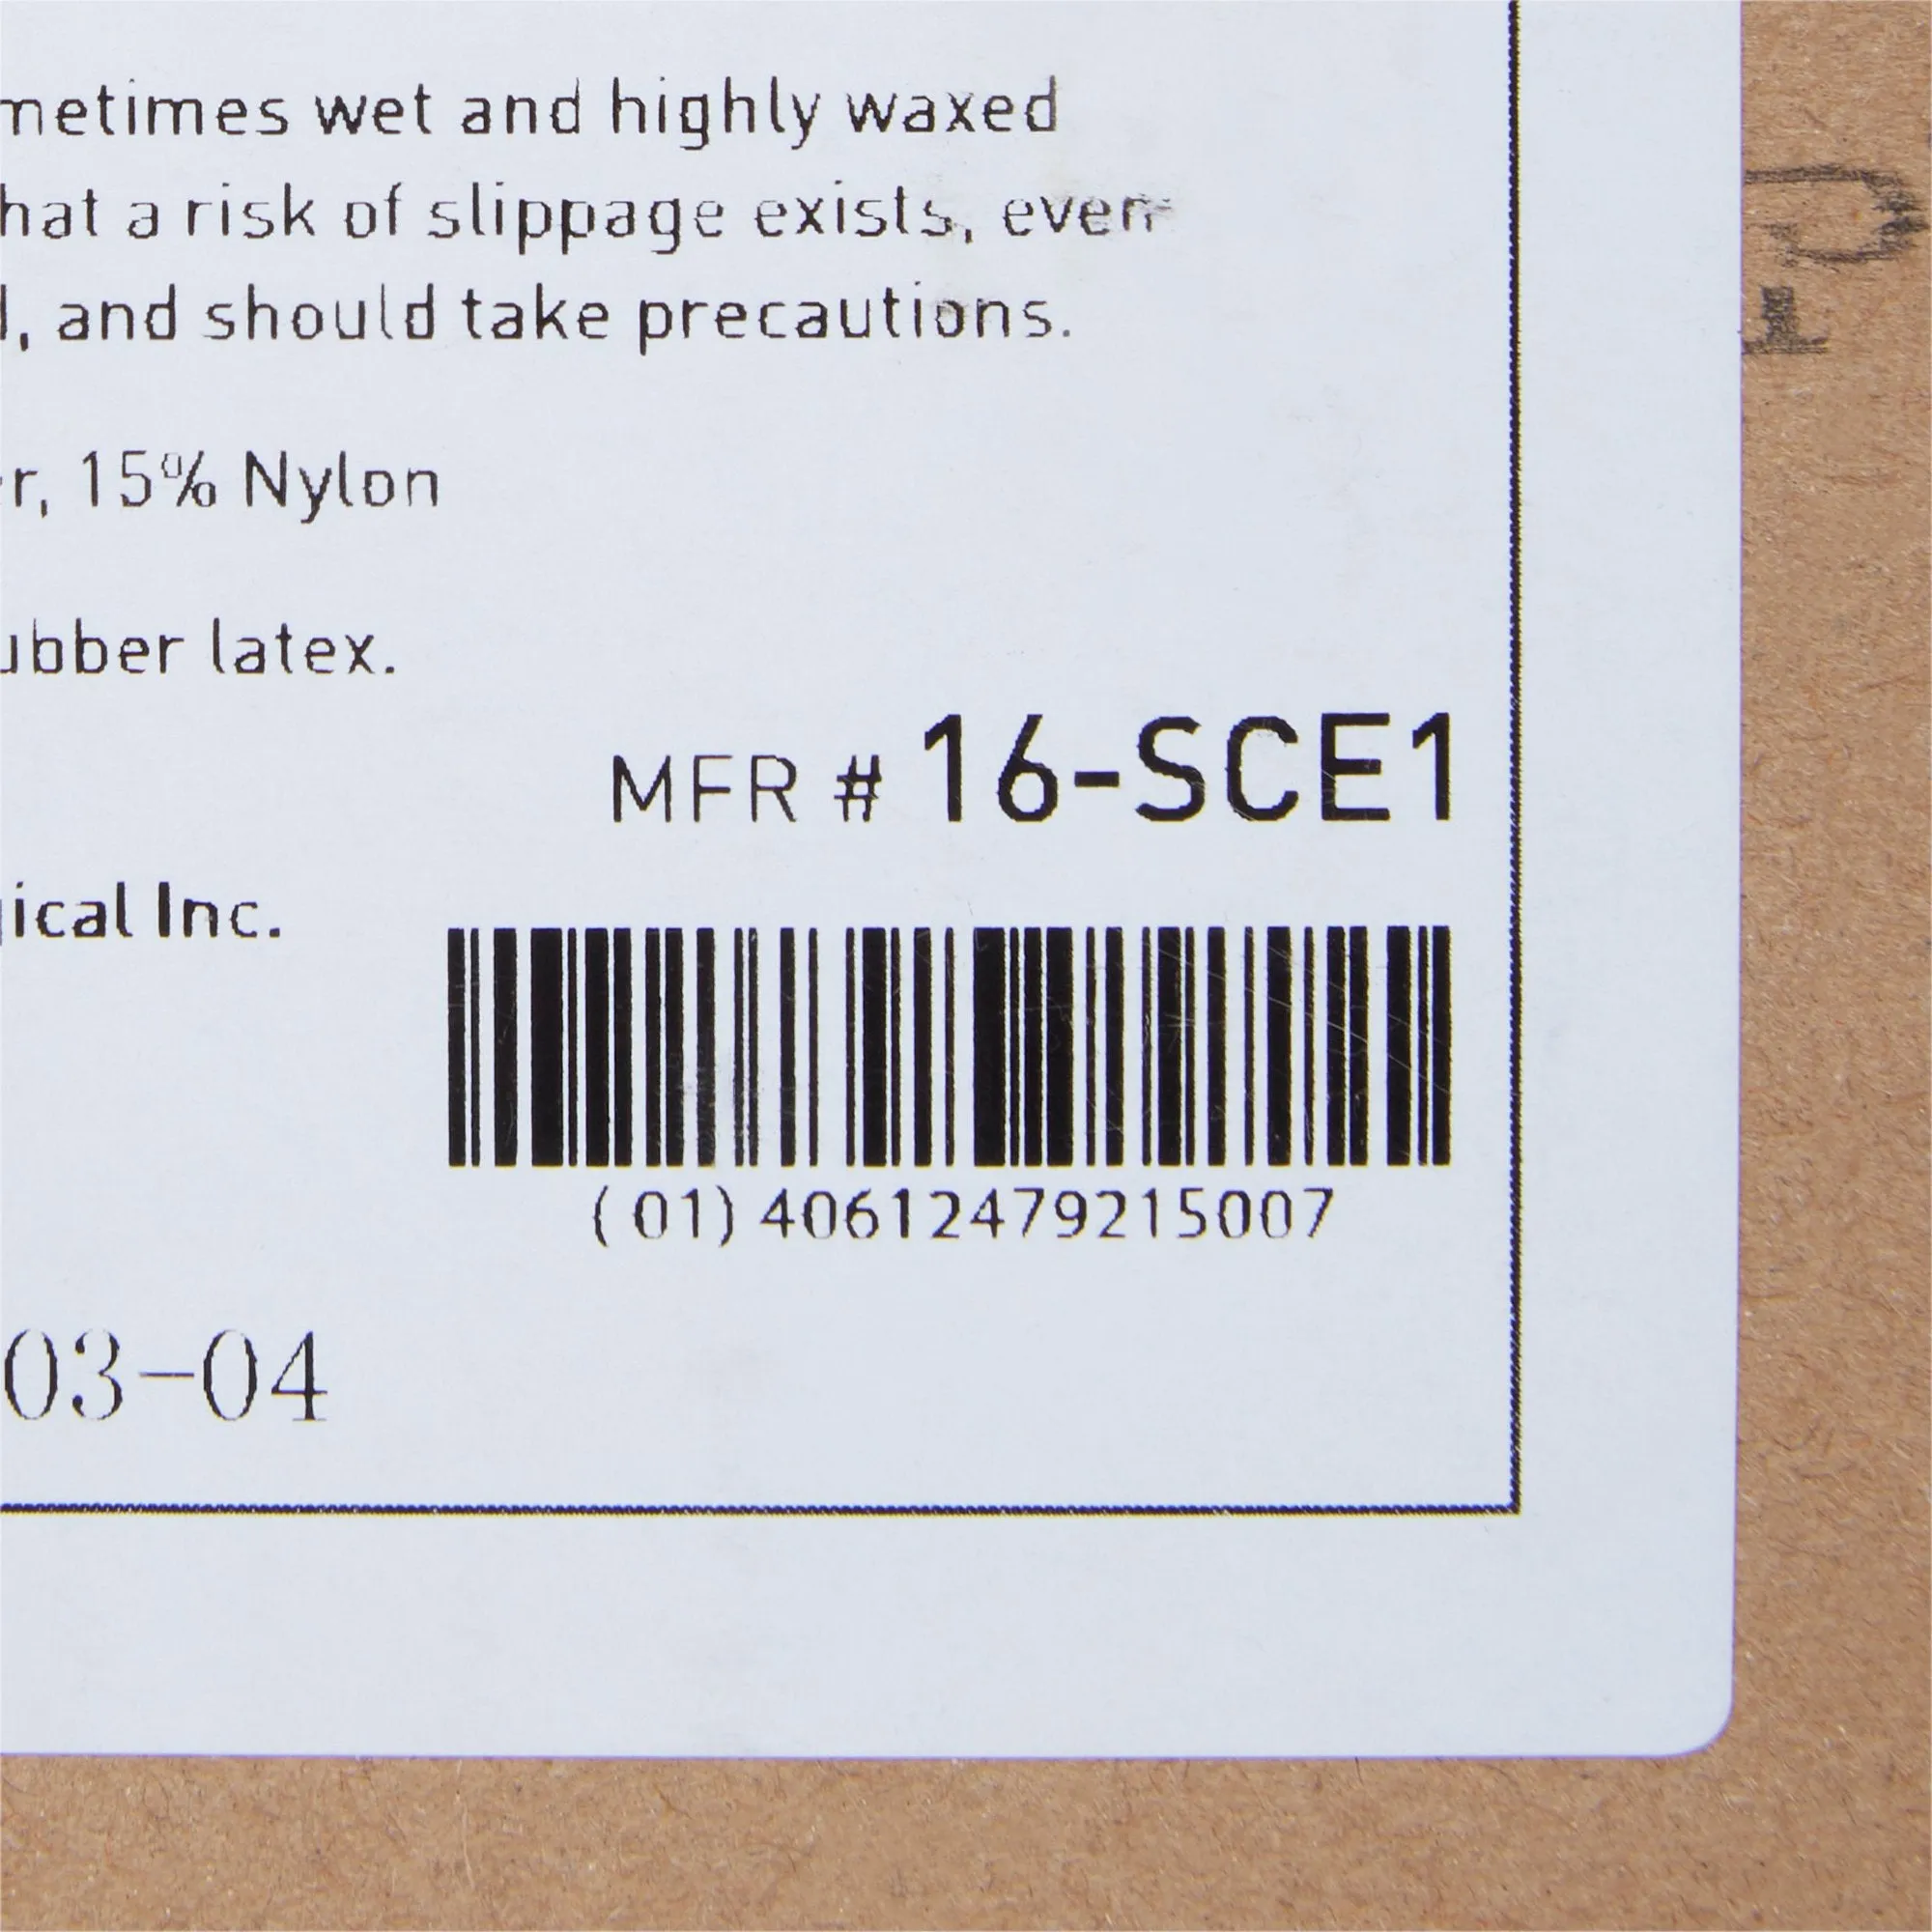 metimes wet and highly waxed
hat a risk of slippage exists, even
, and should take precautions.
r, 15% Nylon
ubber latex.
MFR # 16-SCE1
ical Inc.
(01)40612479215007
03-04